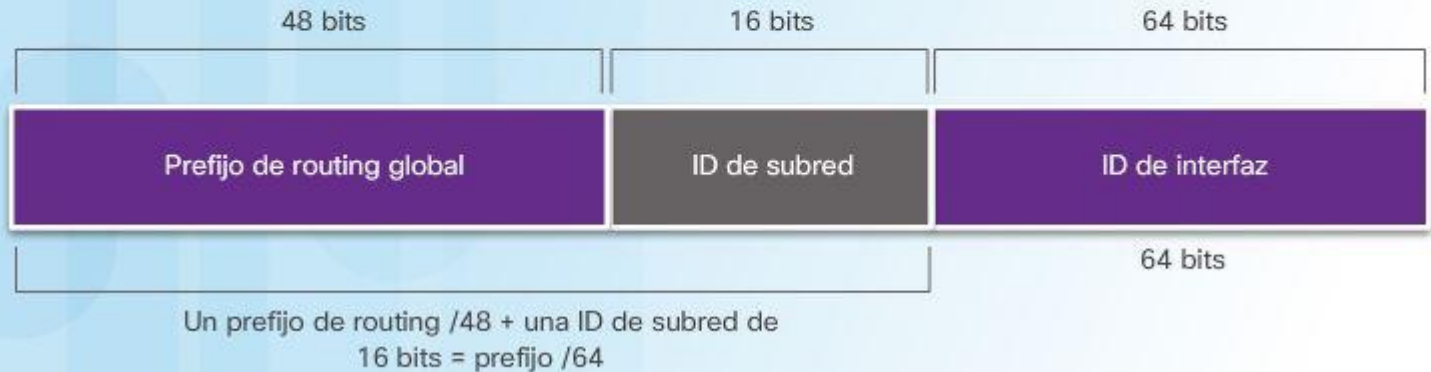 48 bits
16 bits
64 bits
Prefijo de routing global
ID de subred
ID de interfaz
64 bits
Un prefijo de routing /48 + una ID de subred de
16 bits = prefijo /64